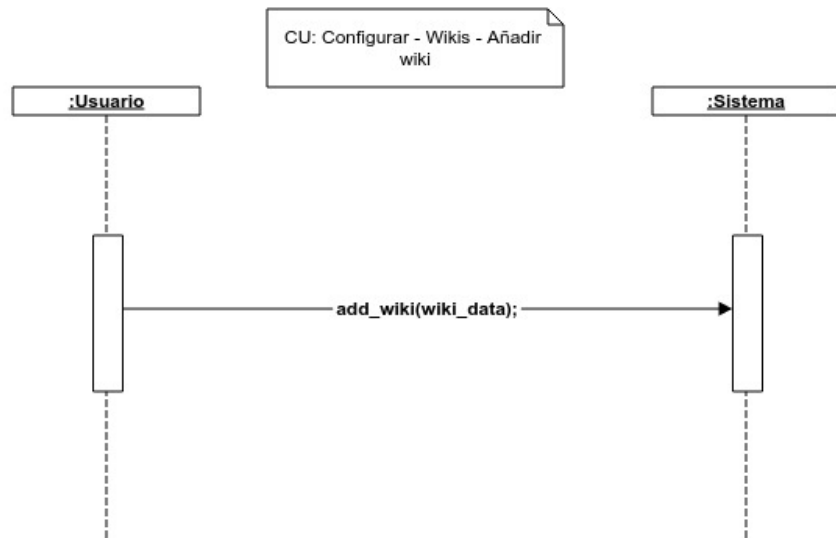 CU: Configurar - Wikis - Añadir
wiki
:Usuario
:Sistema
add_wiki(wiki_data);